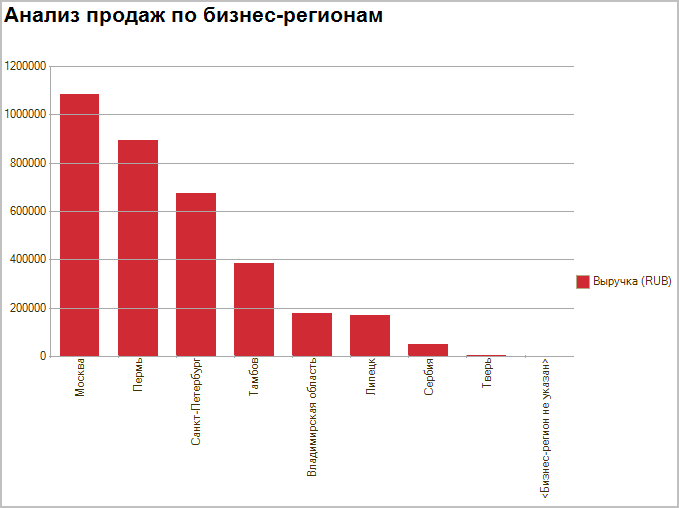 Анализ продаж по бизнес-регионам
1200000
1000000
800000
600000
400000
200000
0
Выручка (RUB)
Москва
Пермь
Санкт-Петербург
Тамбов
Владимирская область
Липецк
Сербия
Тверь
<Бизнес-регион не указан>